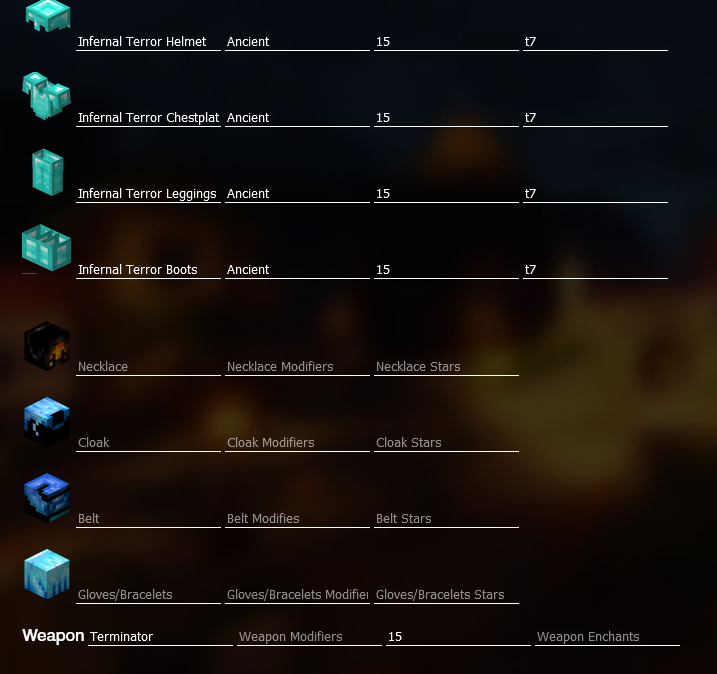 Infernal Terror Helmet Ancient 15 t7
Infernal Terror Chestplat Ancient 15 t7
Infernal Terror Leggings Ancient 15 t7
Infernal Terror Boots Ancient 15 t7
Necklace Necklace Modifiers Necklace Stars
Cloak Cloak Modifiers Cloak Stars
Belt Belt Modifies Belt Stars
Gloves/Bracelets Gloves/Bracelets Modifier Gloves/Bracelets Stars
Weapon Terminator Weapon Modifiers 15 Weapon Enchants